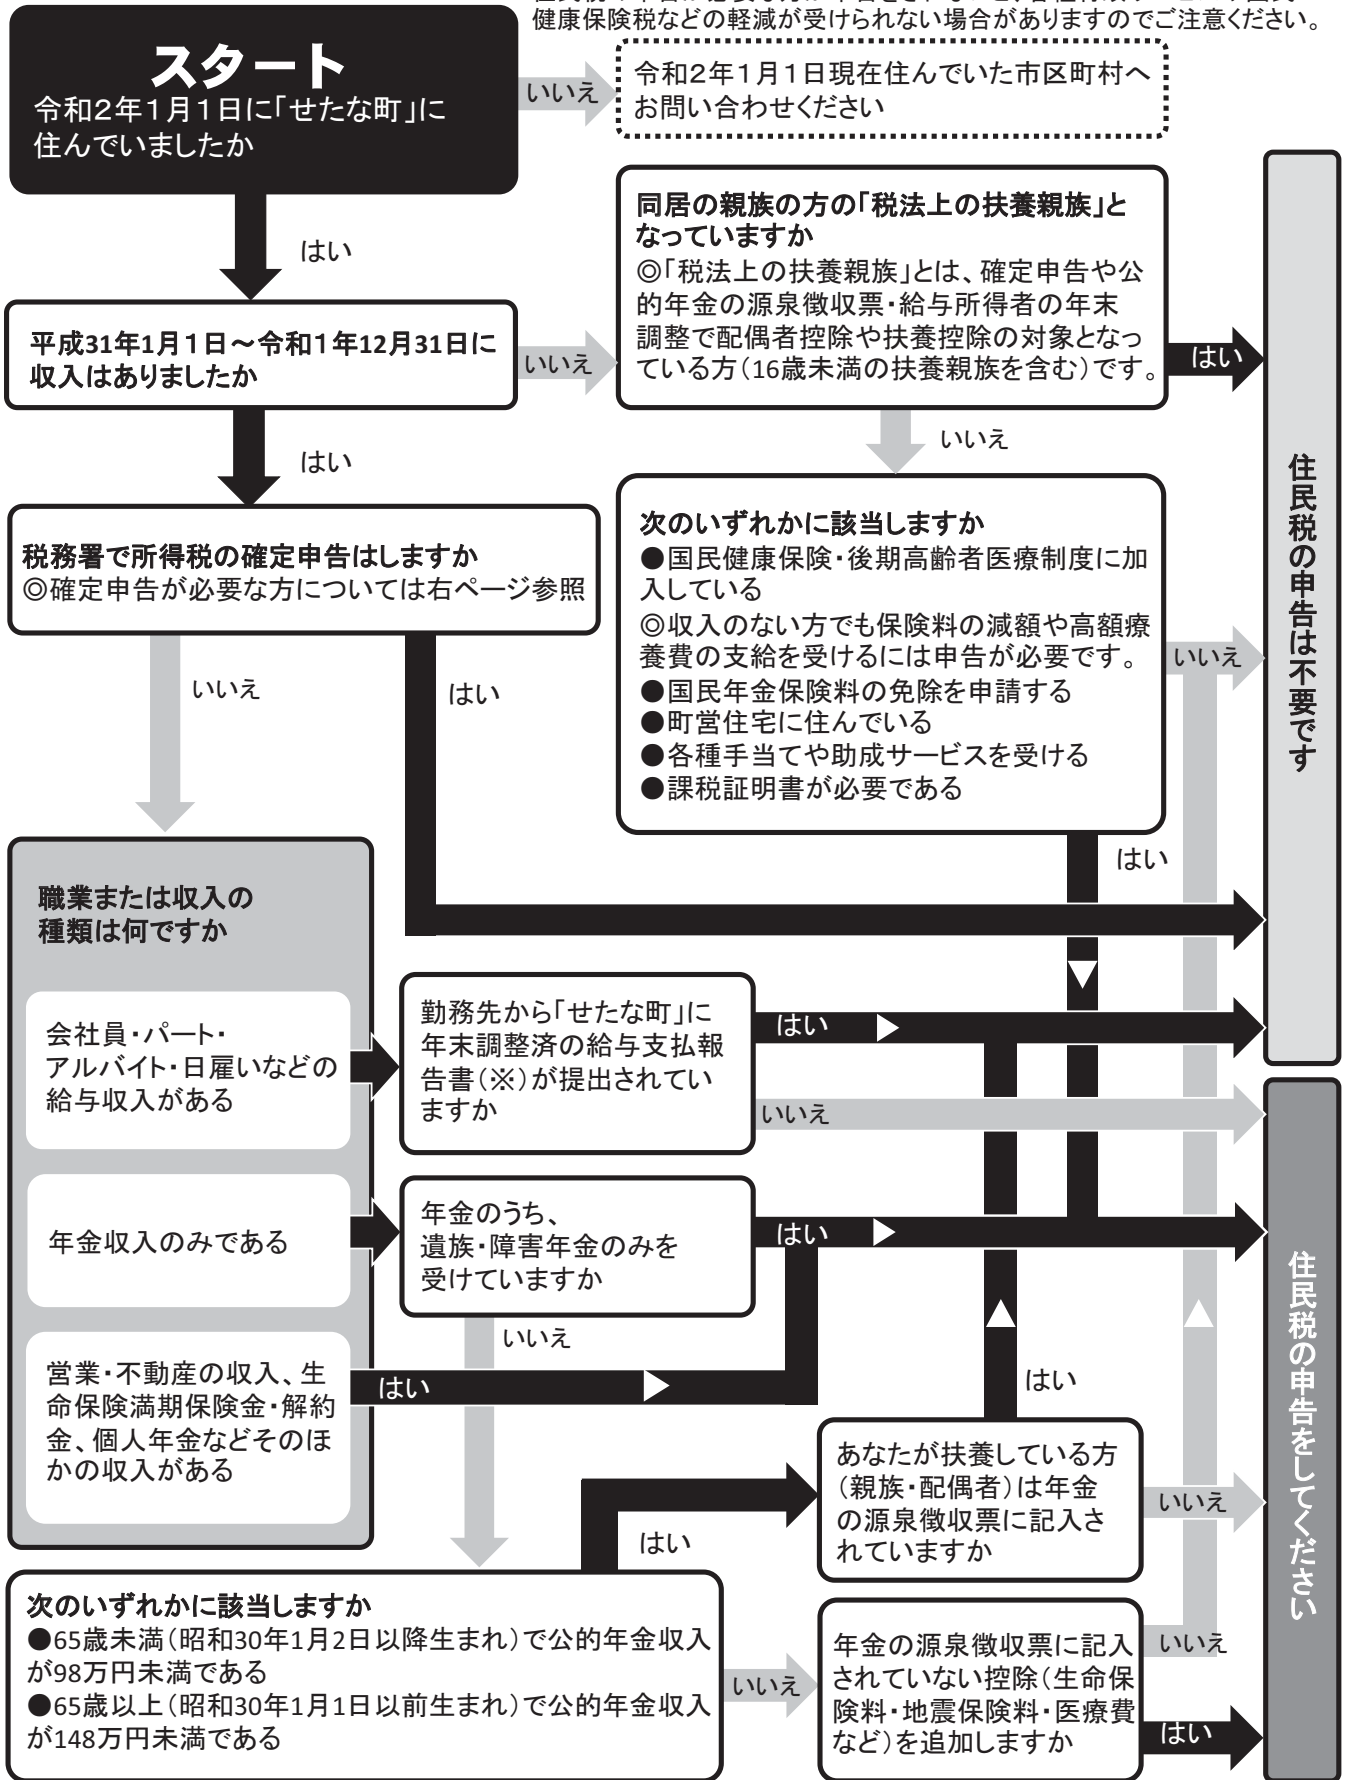 健康保険税などの軽減が受けられない場合がありますのでご注意ください。
スタート
令和2年1月1日に「せたな町」に
住んでいましたか
いいえ
令和2年1月1日現在住んでいた市区町村へ
お問い合わせください
はい
同居の親族の方の「税法上の扶養親族」と
なっていますか
◎「税法上の扶養親族」とは、確定申告や公
的年金の源泉徴収票・給与所得者の年末
調整で配偶者控除や扶養控除の対象となっ
ている方(16歳未満の扶養親族を含む)です。
平成31年1月1日～令和1年12月31日に
収入はありましたか
いいえ
はい
いいえ
はい
税務署で所得税の確定申告はしますか
◎確定申告が必要な方については右ページ参照
次のいずれかに該当しますか
●国民健康保険・後期高齢者医療制度に加
入している
◎収入のない方でも保険料の減額や高額療
養費の支給を受けるには申告が必要です。
●国民年金保険料の免除を申請する
●町営住宅に住んでいる
●各種手当てや助成サービスを受ける
●課税証明書が必要である
いいえ
いいえ
はい
はい
住民税の申告は不要です
職業または収入の
種類は何ですか
会社員・パート・
アルバイト・日雇いなどの
給与収入がある
勤務先から「せたな町」に
年末調整済の給与支払報
告書(※)が提出されてい
ますか
はい
いいえ
年金収入のみである
年金のうち、
遺族・障害年金のみを
受けていますか
はい
いいえ
営業・不動産の収入、生
命保険満期保険金・解約
金、個人年金などそのほ
かの収入がある
はい
はい
あなたが扶養している方
(親族・配偶者)は年金
の源泉徴収票に記入さ
れていますか
いいえ
はい
次のいずれかに該当しますか
●65歳未満(昭和30年1月2日以降生まれ)で公的年金収入
が98万円未満である
●65歳以上(昭和30年1月1日以前生まれ)で公的年金収入
が148万円未満である
いいえ
年金の源泉徴収票に記入
されていない控除(生命保
険料・地震保険料・医療費
など)を追加しますか
いいえ
はい
住民税の申告をしてください